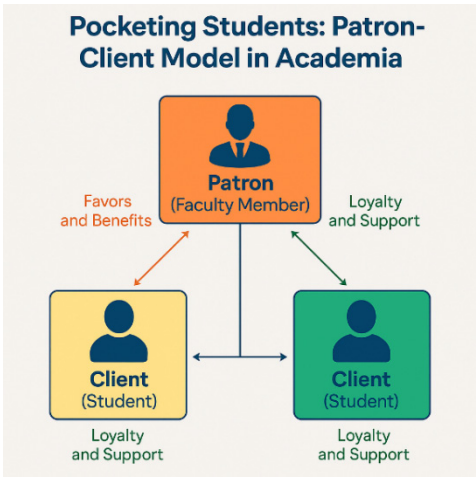 Pocketing Students: Patron-
Client Model in Academia
Patron
(Faculty Member)
Favors
and Benefits
Loyalty
and Support
Client
(Student)
Client
(Student)
Loyalty
and Support
Loyalty
and Support